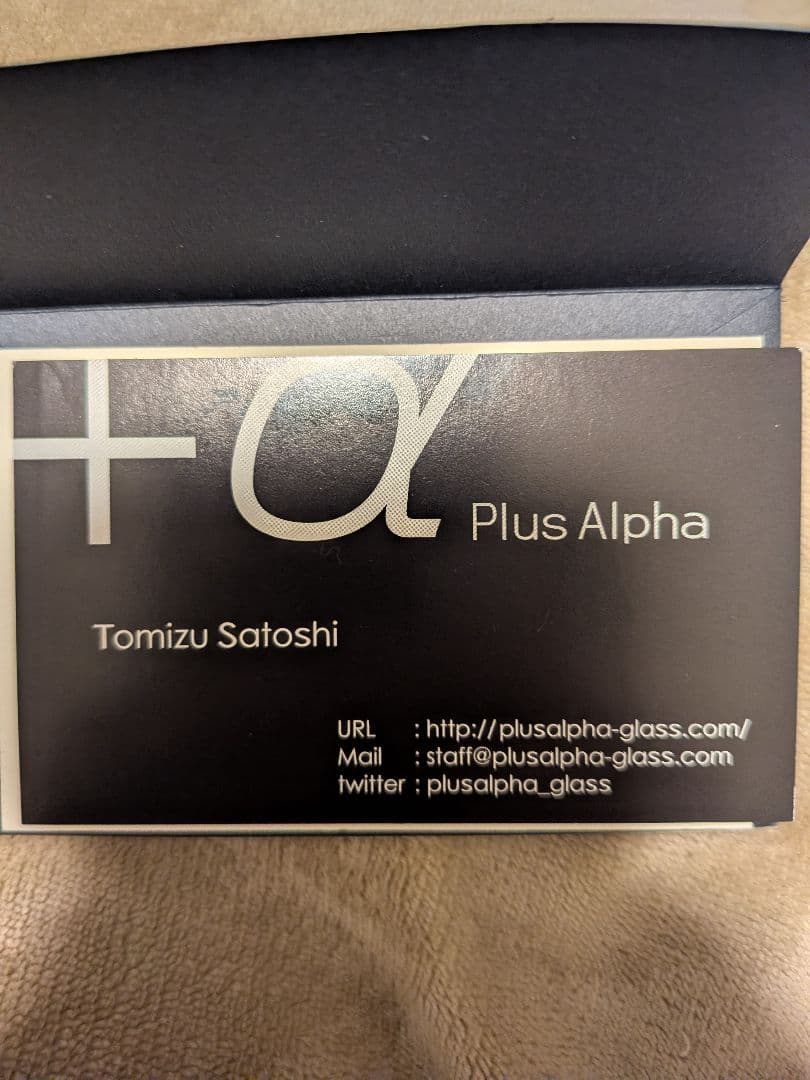 +α Plus Alpha
Tomizu Satoshi
URL : http://plusalpha-glass.com/
Mail : staff@plusalpha-glass.com
twitter : plusalpha_glass